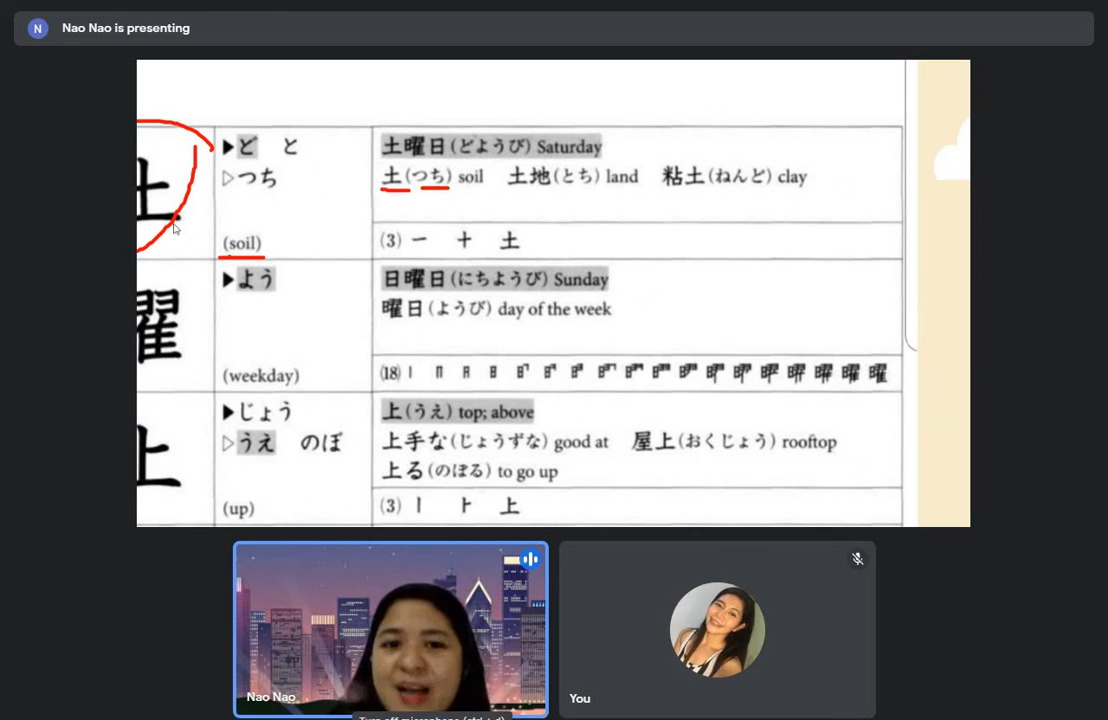 N Nao Nao is presenting
土
▶ど と
▷つち
(soil)
土曜日(どようび) Saturday
土(つち) soil 土地(とち) land 粘土(ねんど) clay
(3) 一 十 土
曜
▶よう
(weekday)
日曜日(にちようび) Sunday
曜日(ようび) day of the week
(18)
上
▶じょう
▷うえ のぼ
(up)
上(うえ) top; above
上手な(じょうずな) good at 屋上(おくじょう) rooftop
上る(のぼる) to go up
(3) 丨 ⺊ 上
Nao Nao
You
Turn off microphone (ctrl + d)